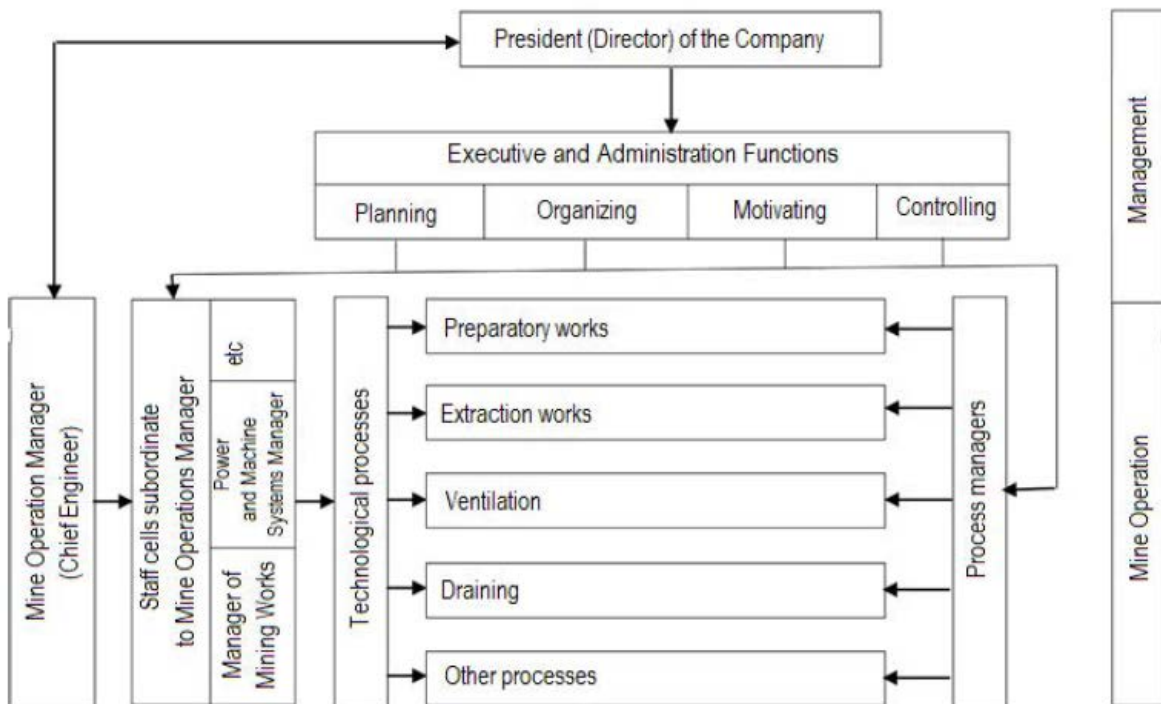 President (Director) of the Company
Executive and Administration Functions
Planning
Organizing
Motivating
Controlling
Management
Mine Operation Manager
(Chief Engineer)
Staff cells subordinate
to Mine Operations Manager
etc
Power
and Machine
Systems Manager
Manager of
Mining Works
Technological processes
Preparatory works
Extraction works
Ventilation
Draining
Other processes
Process managers
Mine Operation